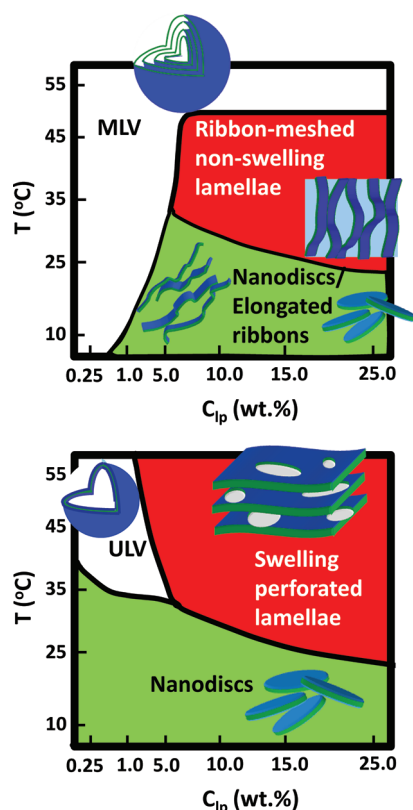 55
MLV
45
Ribbon-meshed
non-swelling
lamellae
T (°C)
35
25
Nanodiscs/
Elongated
ribbons
10
0.25 1.0 5.0 10.0 15.0 25.0
Clp (wt.%)
55
ULV
45
Swelling
perforated
lamellae
T (°C)
35
25
Nanodiscs
10
0.25 1.0 5.0 10.0 15.0 25.0
Clp (wt.%)